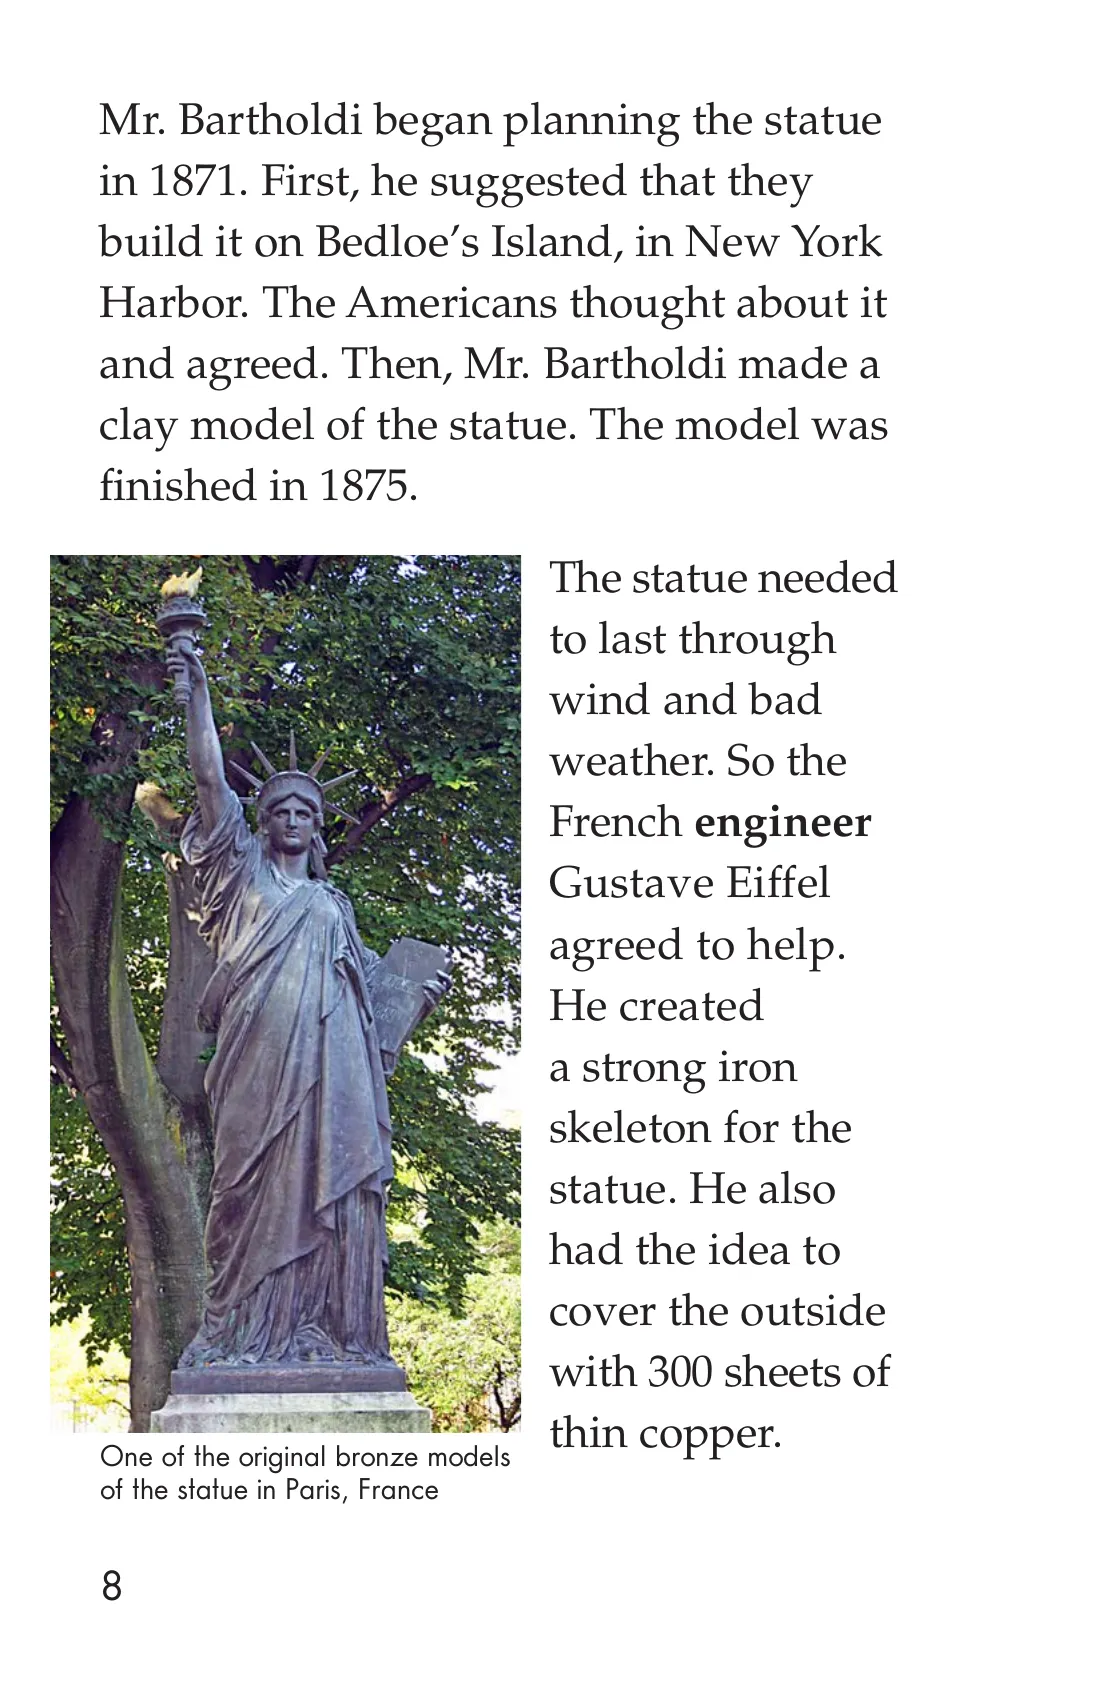 Mr. Bartholdi began planning the statue
in 1871. First, he suggested that they
build it on Bedloe’s Island, in New York
Harbor. The Americans thought about it
and agreed. Then, Mr. Bartholdi made a
clay model of the statue. The model was
finished in 1875.
The statue needed
to last through
wind and bad
weather. So the
French engineer
Gustave Eiffel
agreed to help.
He created
a strong iron
skeleton for the
statue. He also
had the idea to
cover the outside
with 300 sheets of
thin copper.
One of the original bronze models
of the statue in Paris, France
8